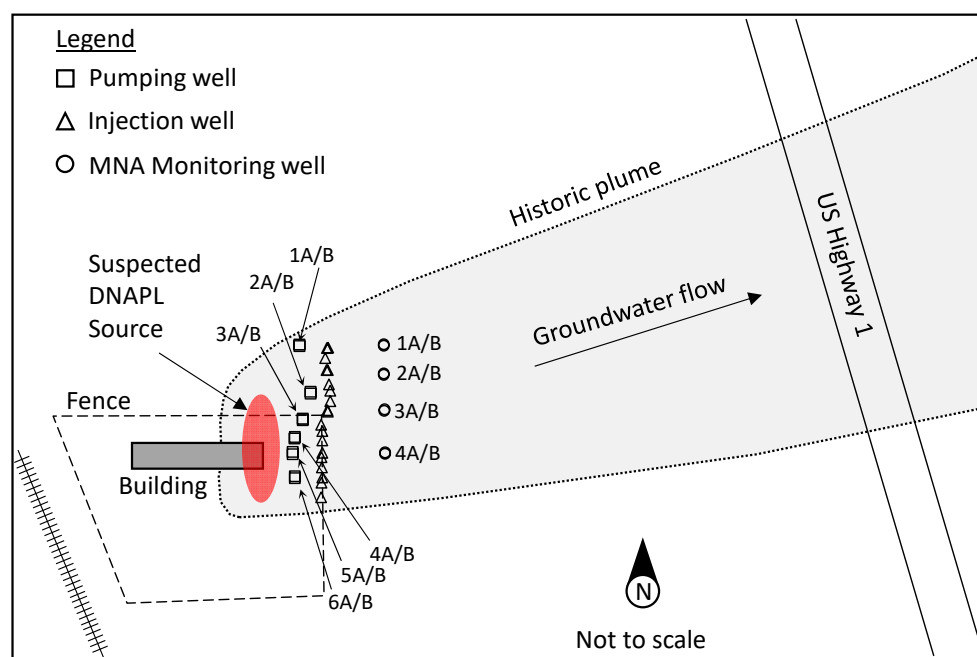 Legend
Pumping well
Injection well
MNA Monitoring well
Historic plume
US Highway 1
Suspected
DNAPL
Source
1A/B
2A/B
3A/B
Groundwater flow
1A/B
2A/B
3A/B
4A/B
Fence
Building
4A/B
5A/B
6A/B
N
Not to scale